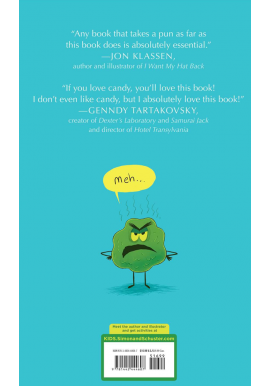 “Any book that takes a pun as far as
this book does is absolutely essential.”
—JON KLASSEN,
author and illustrator of I Want My Hat Back
“If you love candy, you'll love this book!
I don't even like candy, but I absolutely love this book!”
—GENNDY TARTAKOVSKY,
creator of Dexter's Laboratory and Samurai Jack
and director of Hotel Transylvania
meh...
Meet the author and illustrator
and get activities at
KIDS.SimonandSchuster.com